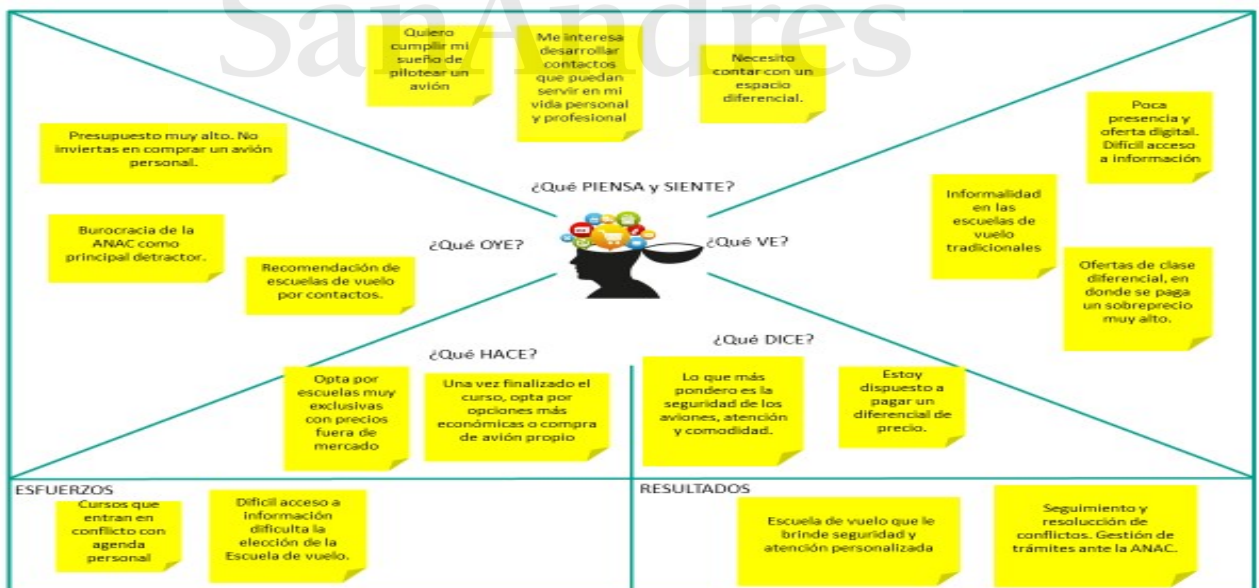 SanAndres
Quiero
cumplir mi
sueño de
pilotear un
avión
Me interesa
desarrollar
contactos
que puedan
servir en mi
vida personal
y profesional
Necesito
contar con un
espacio
diferencial.
Poca
presencia y
oferta digital.
Difícil acceso
a información
Presupuesto muy alto. No
inviertas en comprar un avión
personal.
¿Qué PIENSA y SIENTE?
Informalidad
en las
escuelas de
vuelo
tradicionales
Burocracia de la
ANAC como
principal detractor.
¿Qué OYE?
¿Qué VE?
Recomendación de
escuelas de vuelo
por contactos.
Ofertas de clase
diferencial, en
donde se paga
un sobreprecio
muy alto.
¿Qué HACE?
¿Qué DICE?
Opta por
escuelas muy
exclusivas
con precios
fuera de
mercado
Una vez finalizado el
curso, opta por
opciones más
económicas o compra
de avión propio
Lo que más
pondero es la
seguridad de los
aviones, atención
y comodidad.
Estoy
dispuesto a
pagar un
diferencial de
precio.
ESFUERZOS
Cursos que
entran en
conflicto con
agenda
personal
Dificil acceso a
información
dificulta la
elección de la
Escuela de vuelo.
RESULTADOS
Escuela de vuelo que le
brinde seguridad y
atención personalizada
Seguimiento y
resolucción de
conflictos. Gestión de
trámites ante la ANAC.